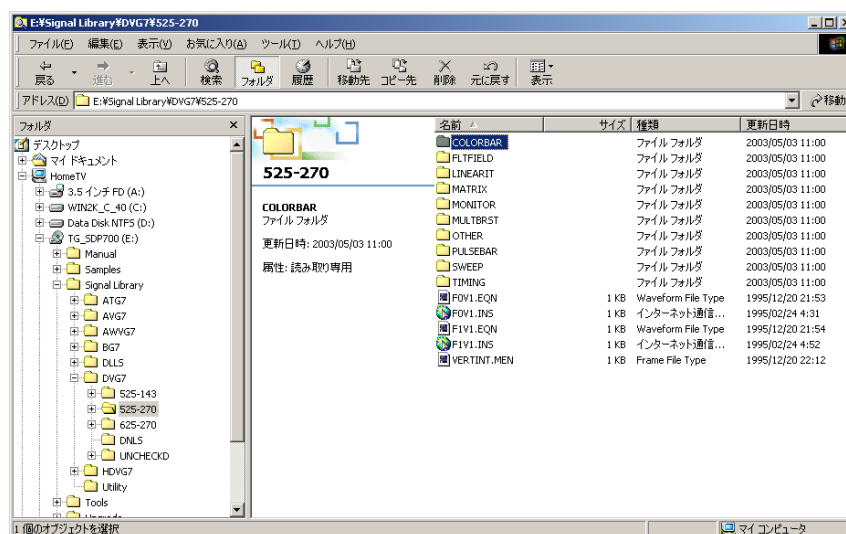 E:¥Signal Library¥DVG7¥525-270
ファイル(F) 編集(E) 表示(V) お気に入り(A) ツール(T) ヘルプ(H)
戻る 進む 上へ 検索 フォルダ 履歴 移動先 コピー先 削除 元に戻す 表示
アドレス(D) E:¥Signal Library¥DVG7¥525-270 移動
フォルダ
デスクトップ
マイ ドキュメント
HomeTV
3.5 インチ FD (A:)
WIN2K_C_40 (C:)
Data Disk NTFS (D:)
TG_SDP700 (E:)
Manual
Samples
Signal Library
ATG7
AVG7
AWVG7
BG7
DLLS
DVG7
525-143
525-270
625-270
DNLS
UNCHECKD
HDVG7
Utility
Tools
525-270
COLORBAR
ファイル フォルダ
更新日時: 2003/05/03 11:00
属性: 読み取り専用
名前 サイズ 種類 更新日時
COLORBAR ファイル フォルダ 2003/05/03 11:00
FLTFIELD ファイル フォルダ 2003/05/03 11:00
LINEARIT ファイル フォルダ 2003/05/03 11:00
MATRIX ファイル フォルダ 2003/05/03 11:00
MONITOR ファイル フォルダ 2003/05/03 11:00
MULTBRST ファイル フォルダ 2003/05/03 11:00
OTHER ファイル フォルダ 2003/05/03 11:00
PULSEBAR ファイル フォルダ 2003/05/03 11:00
SWEEP ファイル フォルダ 2003/05/03 11:00
TIMING ファイル フォルダ 2003/05/03 11:00
F0V1.EQN 1 KB Waveform File Type 1995/12/20 21:53
F0V1.INS 1 KB インターネット通信... 1995/02/24 4:31
F1V1.EQN 1 KB Waveform File Type 1995/12/20 21:54
F1V1.INS 1 KB インターネット通信... 1995/02/24 4:52
VERTINT.MEN 1 KB Frame File Type 1995/12/20 22:12
1 個のオブジェクトを選択 マイ コンピュータ